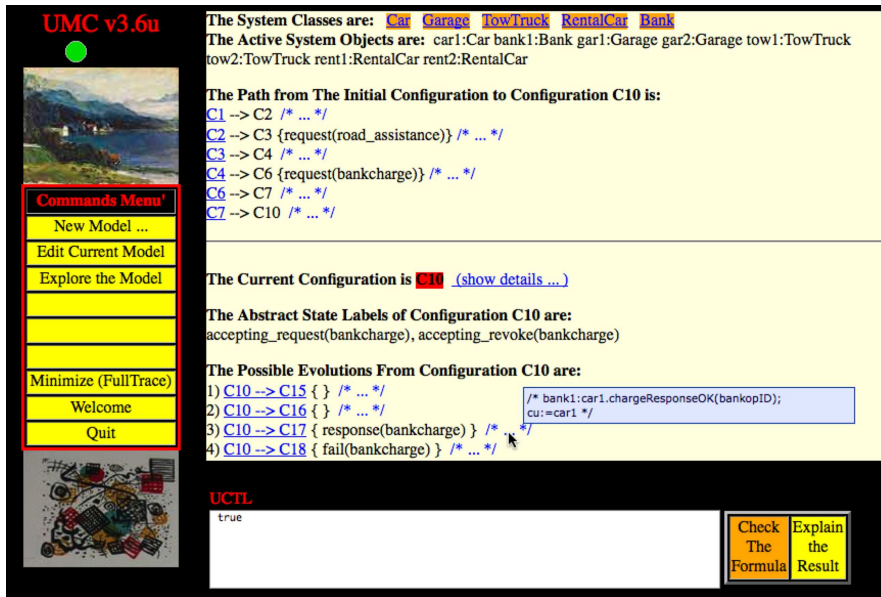 UMC v3.6u
Commands Menu'
New Model ...
Edit Current Model
Explore the Model
Minimize (FullTrace)
Welcome
Quit
The System Classes are: Car Garage TowTruck RentalCar Bank
The Active System Objects are: car1:Car bank1:Bank gar1:Garage gar2:Garage tow1:TowTruck
tow2:TowTruck rent1:RentalCar rent2:RentalCar
The Path from The Initial Configuration to Configuration C10 is:
C1 --> C2 /* ... */
C2 --> C3 {request(road_assistance)} /* ... */
C3 --> C4 /* ... */
C4 --> C6 {request(bankcharge)} /* ... */
C6 --> C7 /* ... */
C7 --> C10 /* ... */
The Current Configuration is C10 (show details ... )
The Abstract State Labels of Configuration C10 are:
accepting_request(bankcharge), accepting_revoke(bankcharge)
The Possible Evolutions From Configuration C10 are:
1) C10 --> C15 { } /* ... */
2) C10 --> C16 { } /* ... */
3) C10 --> C17 { response(bankcharge) } /* ... */
4) C10 --> C18 { fail(bankcharge) } /* ... */
/* bank1:car1.chargeResponseOK(bankopID);
cu:=car1 */
UCTL
true
Check
The
Formula
Explain
the
Result